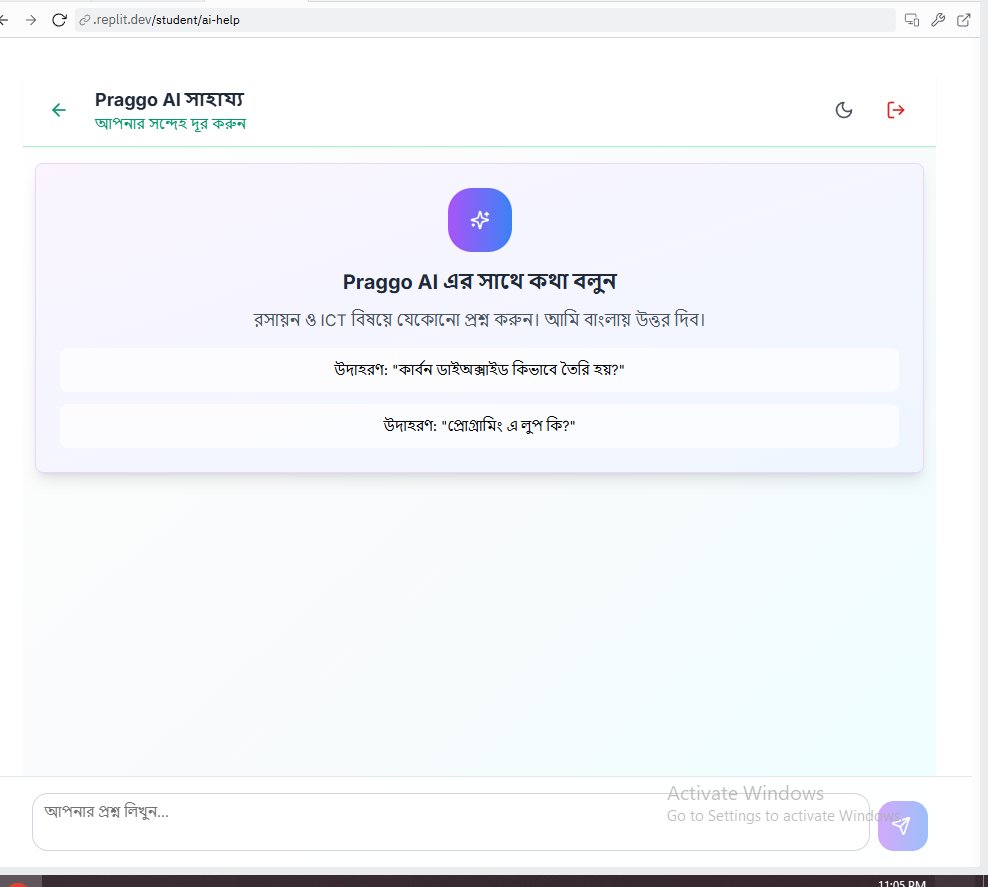 .replit.dev/student/ai-help
Praggo AI সাহায্য
আপনার সন্দেহ দূর করুন
Praggo AI এর সাথে কথা বলুন
রসায়ন ও ICT বিষয়ে যেকোনো প্রশ্ন করুন। আমি বাংলায় উত্তর দিব।
উদাহরণ: "কার্বন ডাইঅক্সাইড কিভাবে তৈরি হয়?"
উদাহরণ: "প্রোগ্রামিং এ লুপ কি?"
আপনার প্রশ্ন লিখুন...
Activate Windows
Go to Settings to activate Windows.
11:05 PM